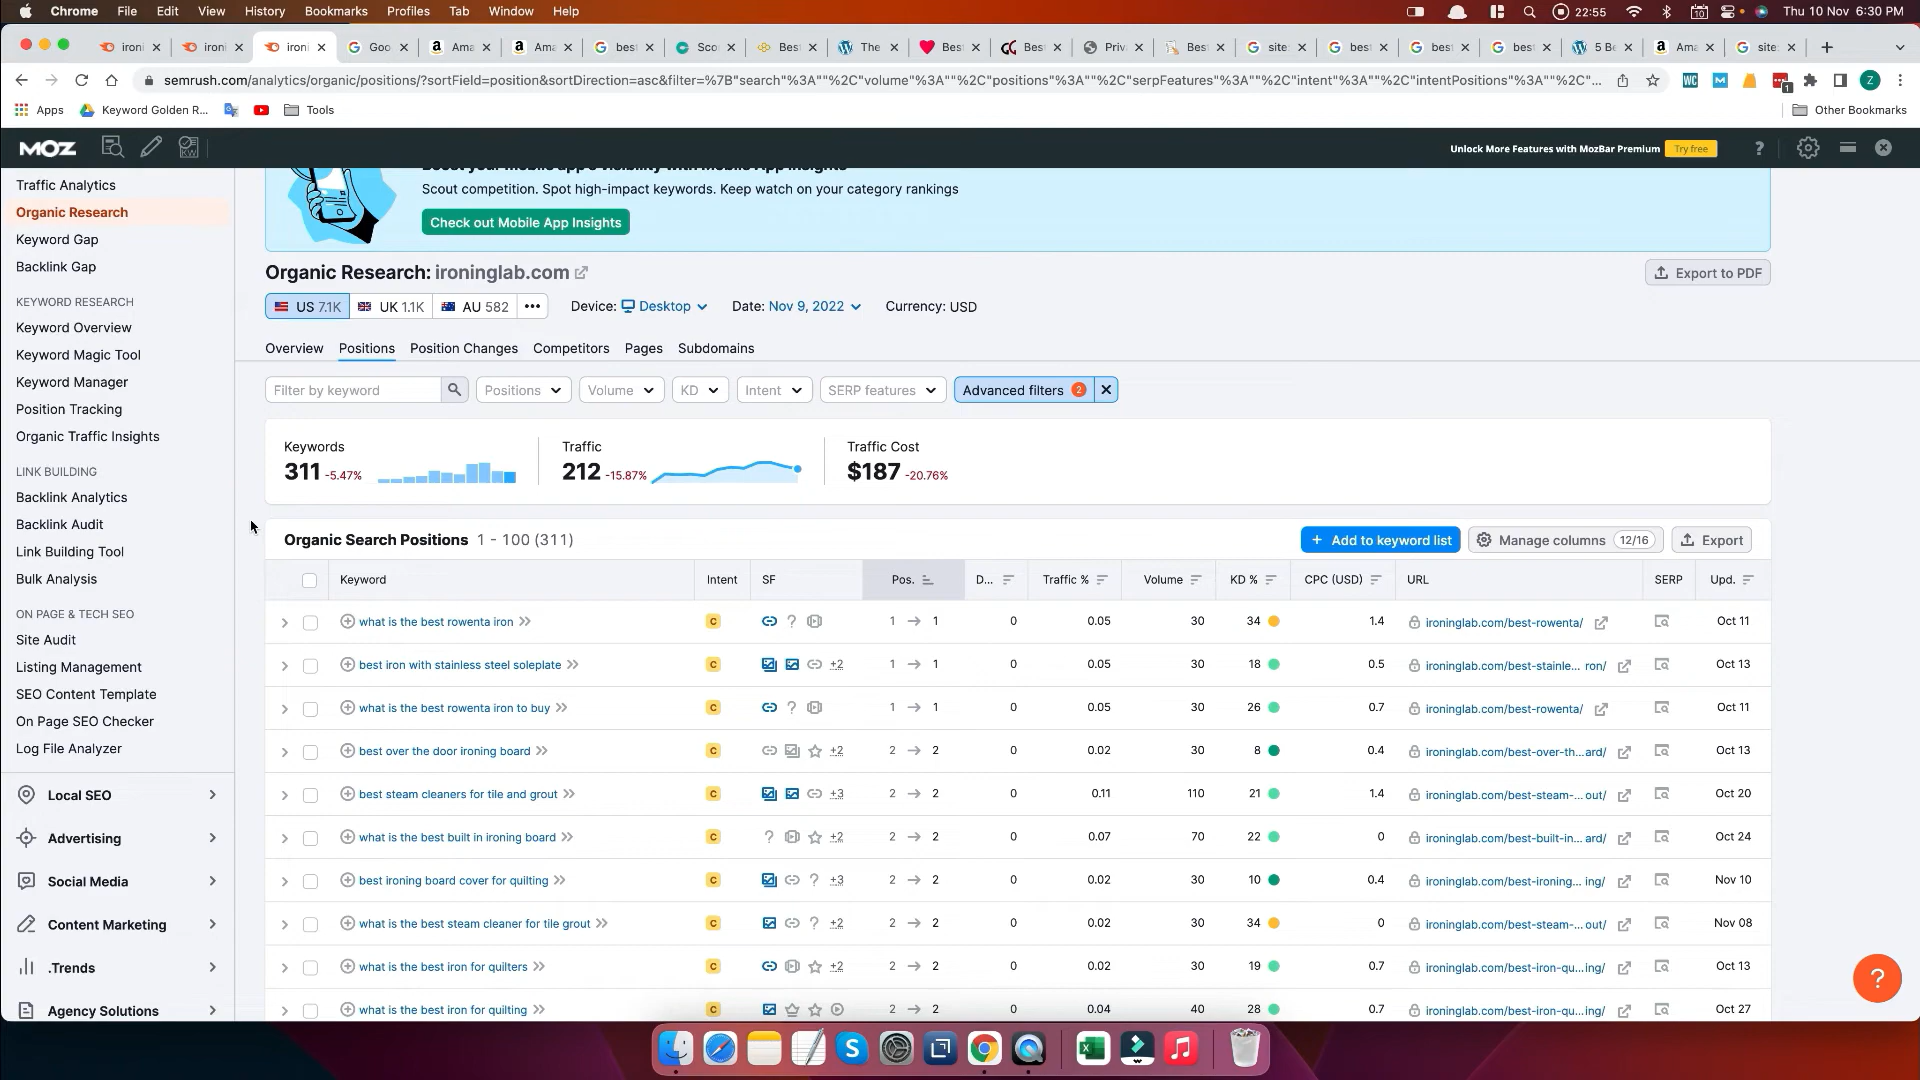 Chrome File Edit View History Bookmarks Profiles Tab Window Help 22:55 Thu 10 Nov 6:30 PM
ironi ironi ironi Goo Ama Ama best Sco Best The Best Best Priva Best site: best best best 5 Be Ama site:
semrush.com/analytics/organic/positions/?sortField=position&sortDirection=asc&filter=%7B"search"%3A""%2C"volume"%3A""%2C"positions"%3A""%2C"serpFeatures"%3A""%2C"intent"%3A""%2C"intentPositions"%3A""%2C"...
Apps Keyword Golden R... Tools Other Bookmarks
MOZ Unlock More Features with MozBar Premium Try free
Traffic Analytics
Organic Research
Keyword Gap
Backlink Gap
KEYWORD RESEARCH
Keyword Overview
Keyword Magic Tool
Keyword Manager
Position Tracking
Organic Traffic Insights
LINK BUILDING
Backlink Analytics
Backlink Audit
Link Building Tool
Bulk Analysis
ON PAGE & TECH SEO
Site Audit
Listing Management
SEO Content Template
On Page SEO Checker
Log File Analyzer
Local SEO
Advertising
Social Media
Content Marketing
.Trends
Agency Solutions
Scout competition. Spot high-impact keywords. Keep watch on your category rankings
Check out Mobile App Insights
Organic Research: ironinglab.com Export to PDF
US 7.1K UK 1.1K AU 582 ••• Device: Desktop Date: Nov 9, 2022 Currency: USD
Overview Positions Position Changes Competitors Pages Subdomains
Filter by keyword Positions Volume KD Intent SERP features Advanced filters 2
Keywords Traffic Traffic Cost
311 -5.47% 212 -15.87% $187 -20.76%
Organic Search Positions 1 - 100 (311) + Add to keyword list Manage columns 12/16 Export
Keyword Intent SF Pos. D... Traffic % Volume KD % CPC (USD) URL SERP Upd.
what is the best rowenta iron C 1 → 1 0 0.05 30 34 1.4 ironinglab.com/best-rowenta/ Oct 11
best iron with stainless steel soleplate C +2 1 → 1 0 0.05 30 18 0.5 ironinglab.com/best-stainle... ron/ Oct 13
what is the best rowenta iron to buy C 1 → 1 0 0.05 30 26 0.7 ironinglab.com/best-rowenta/ Oct 11
best over the door ironing board C +2 2 → 2 0 0.02 30 8 0.4 ironinglab.com/best-over-th...ard/ Oct 13
best steam cleaners for tile and grout C +3 2 → 2 0 0.11 110 21 1.4 ironinglab.com/best-steam-... out/ Oct 20
what is the best built in ironing board C +2 2 → 2 0 0.07 70 22 0 ironinglab.com/best-built-in...ard/ Oct 24
best ironing board cover for quilting C +3 2 → 2 0 0.02 30 10 0.4 ironinglab.com/best-ironing... ing/ Nov 10
what is the best steam cleaner for tile grout C +2 2 → 2 0 0.02 30 34 0 ironinglab.com/best-steam-... out/ Nov 08
what is the best iron for quilters C +2 2 → 2 0 0.02 30 19 0.7 ironinglab.com/best-iron-qu...ing/ Oct 13
what is the best iron for quilting C 2 → 2 0 0.04 40 28 0.7 ironinglab.com/best-iron-qu...ing/ Oct 27